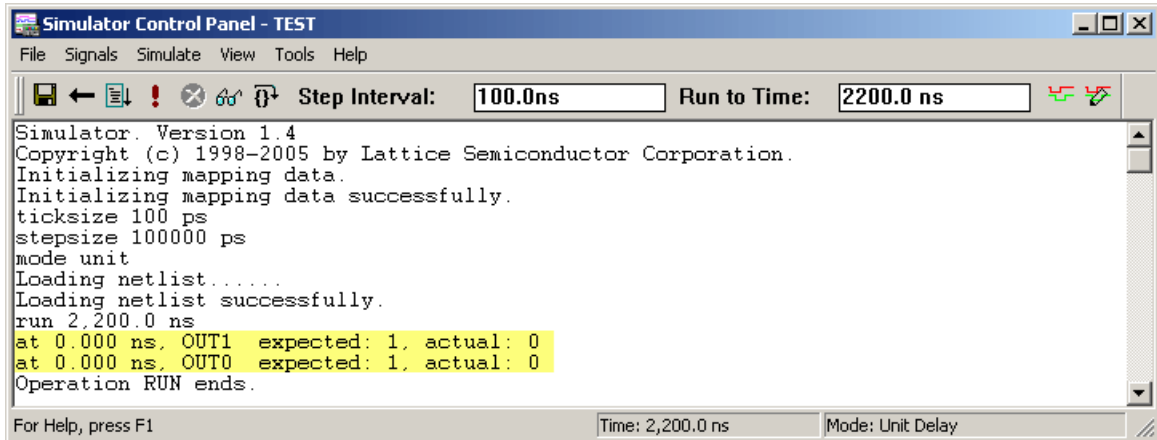 Simulator Control Panel - TEST
File Signals Simulate View Tools Help
Step Interval: 100.0ns Run to Time: 2200.0 ns
Simulator. Version 1.4
Copyright (c) 1998-2005 by Lattice Semiconductor Corporation.
Initializing mapping data.
Initializing mapping data successfully.
ticksize 100 ps
stepsize 100000 ps
mode unit
Loading netlist......
Loading netlist successfully.
run 2,200.0 ns
at 0.000 ns, OUT1 expected: 1, actual: 0
at 0.000 ns, OUT0 expected: 1, actual: 0
Operation RUN ends.
For Help, press F1 Time: 2,200.0 ns Mode: Unit Delay